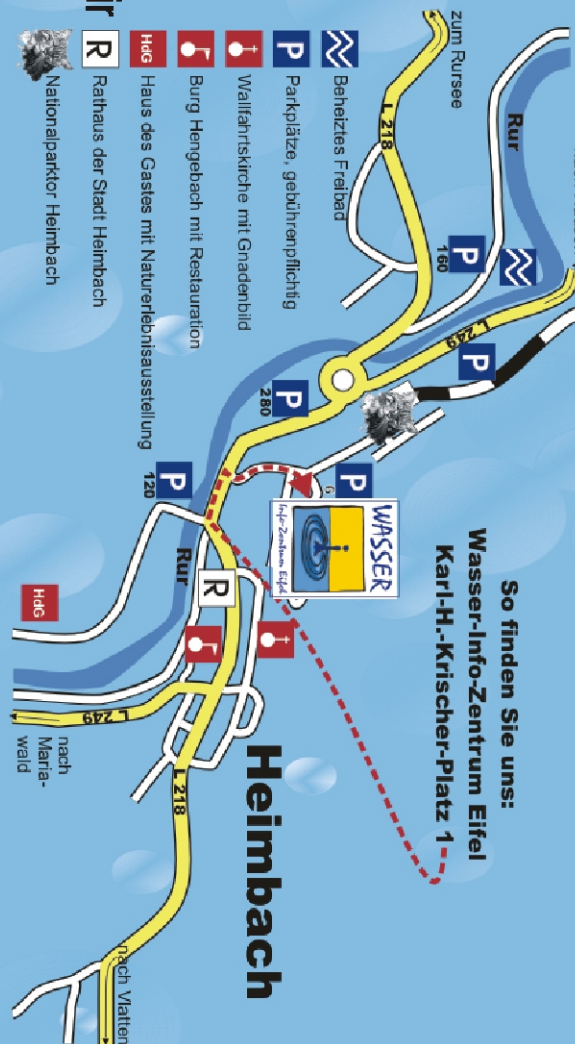 So finden Sie uns:
Wasser-Info-Zentrum Eifel
Karl-H.-Krischer-Platz 1
Rur
L 249
P
P
160
P
WASSER
Info-Zentrum Eifel
zum Rursee
L 218
P
280
Heimbach
R
P
120
Rur
L 218
L 249
HdG
nach
Maria-
wald
nach Vlatten
Beheiztes Freibad
P
Parkplätze, gebührenpflichtig
Wallfahrtskirche mit Gnadenbild
Burg Hengebach mit Restauration
HdG
Haus des Gastes mit Naturerlebnisausstellung
R
Rathaus der Stadt Heimbach
Nationalparktor Heimbach